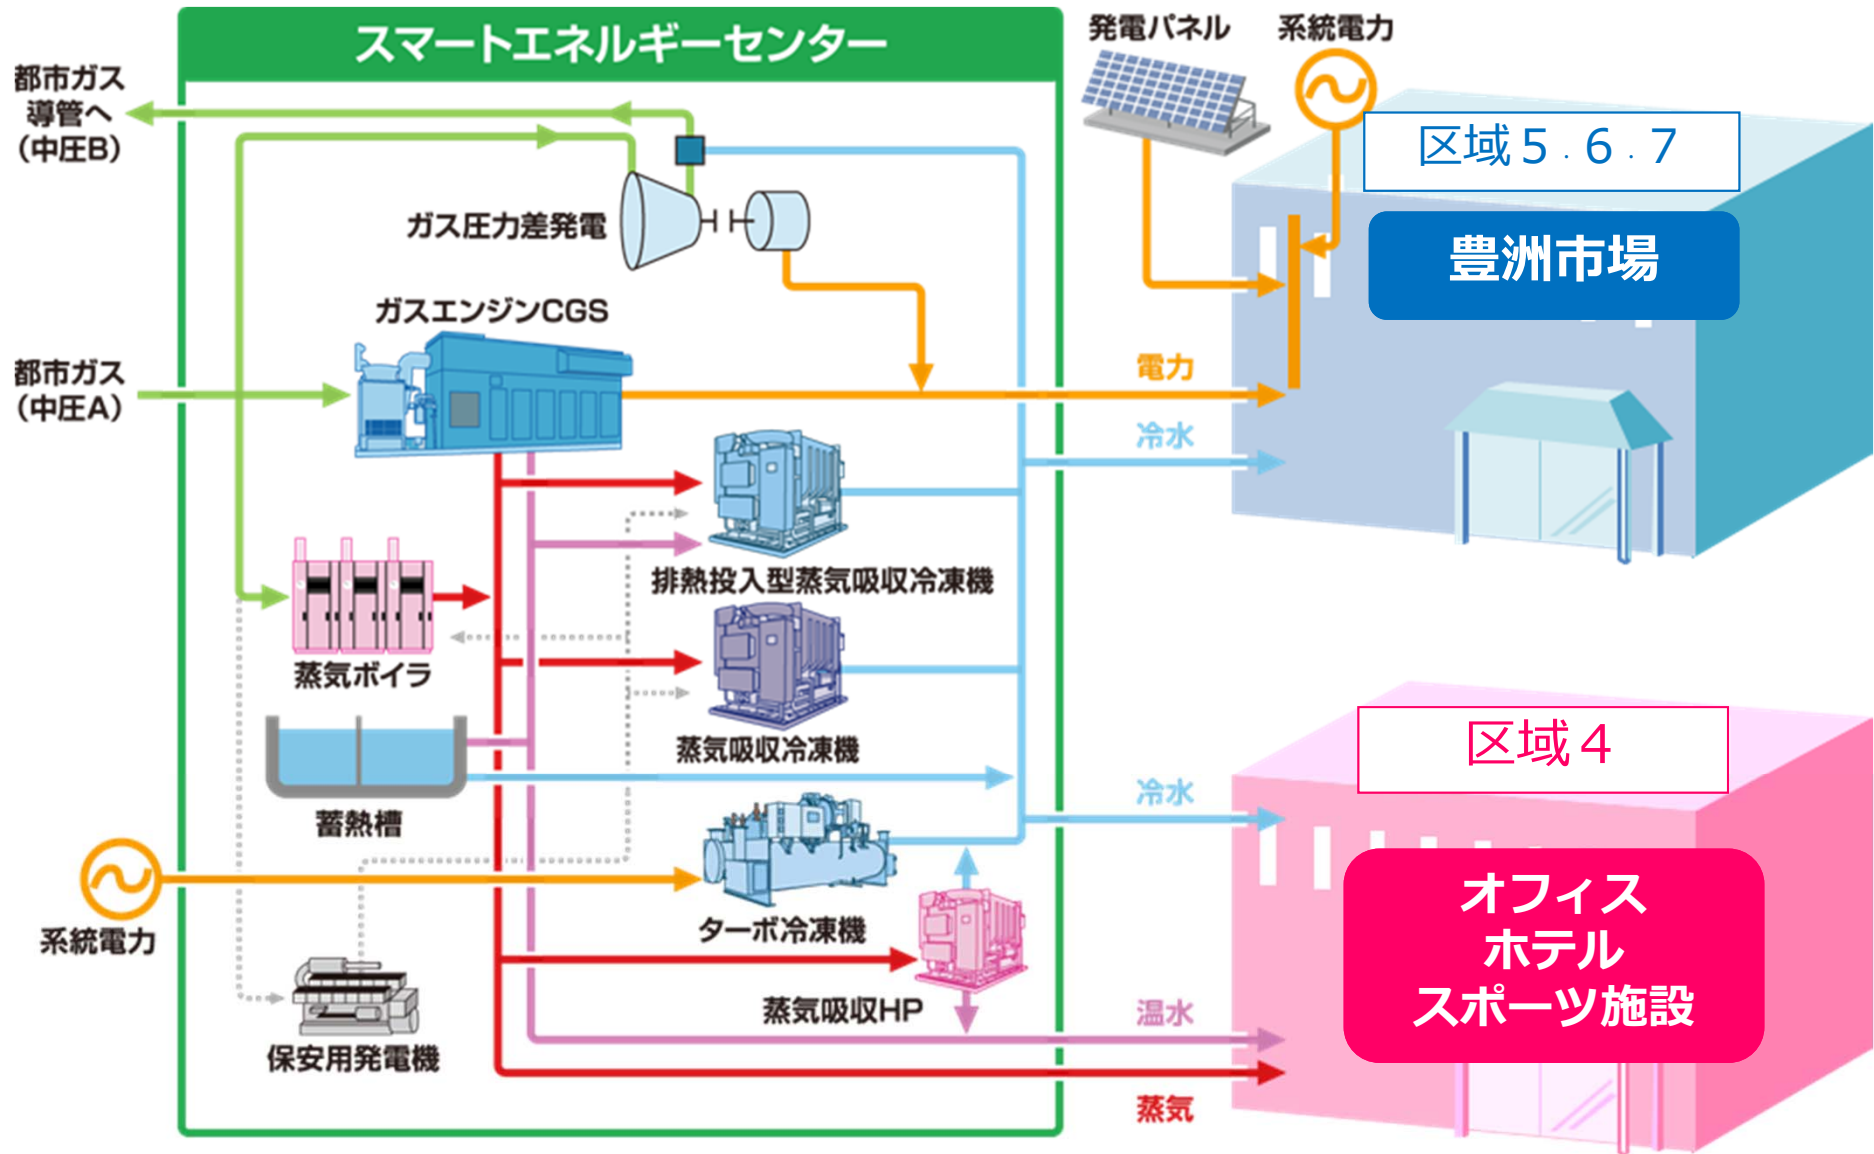 スマートエネルギーセンター
発電パネル
系統電力
都市ガス
導管へ
（中圧B）
区域５．６．７
豊洲市場
ガス圧力差発電
ガスエンジンCGS
都市ガス
（中圧A）
電力
冷水
排熱投入型蒸気吸収冷凍機
蒸気ボイラ
蒸気吸収冷凍機
区域４
冷水
蓄熱槽
オフィス
ホテル
スポーツ施設
系統電力
ターボ冷凍機
蒸気吸収HP
温水
保安用発電機
蒸気